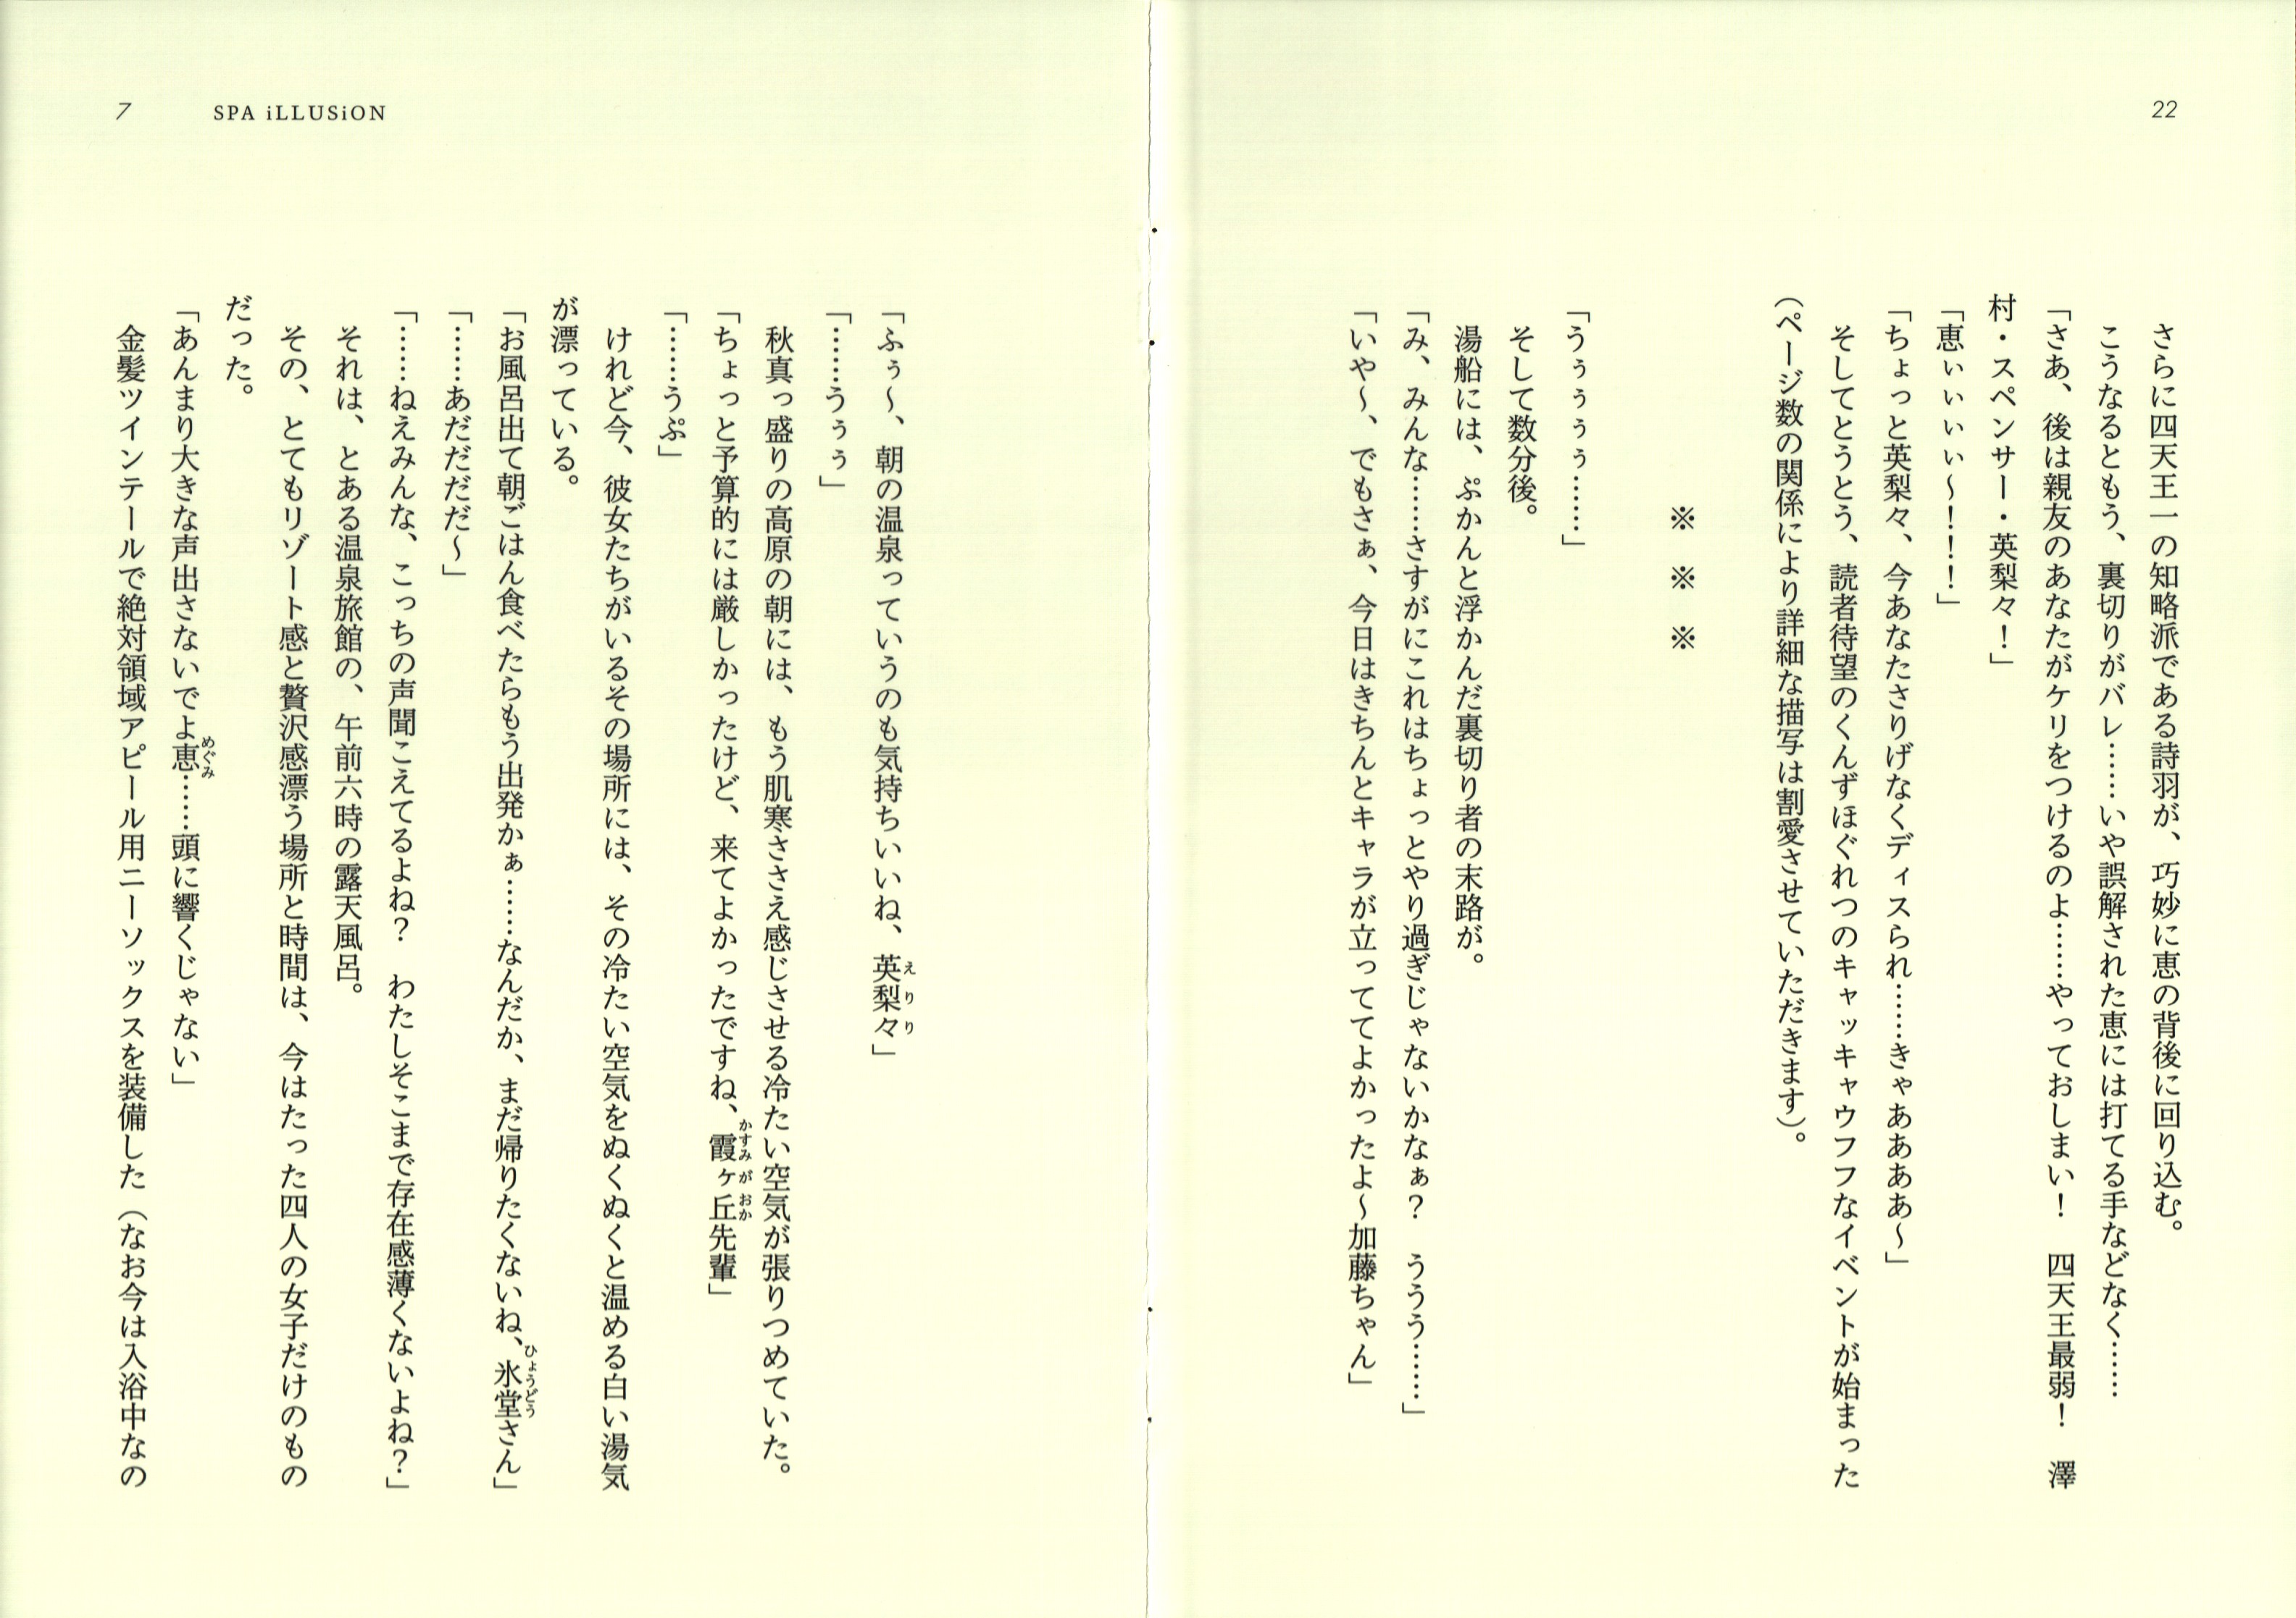 22
さらに四天王一の知略派である詩羽が、巧妙に恵の背後に回り込む。
こうなるともう、裏切りがバレ……いや誤解された恵には打てる手などなく……
「さあ、後は親友のあなたがケリをつけるのよ……やっておしまい！　四天王最弱！　澤
村・スペンサー・英梨々！」
「恵ぃぃぃぃ～！！！」
「ちょっと英梨々、今あなたさりげなくディスられ……きゃああああ～」
そしてとうとう、読者待望のくんずほぐれつのキャッキャウフフなイベントが始まった
（ページ数の関係により詳細な描写は割愛させていただきます）。
※　※　※
「うぅぅぅぅ……」
そして数分後。
湯船には、ぷかんと浮かんだ裏切り者の末路が。
「み、みんな……さすがにこれはちょっとやり過ぎじゃないかなぁ？　ううう……」
「いや～、でもさぁ、今日はきちんとキャラが立っててよかったよ～加藤ちゃん」
7
SPA iLLUSiON
「ふぅ～、朝の温泉っていうのも気持ちいいね、英梨々」
えりり
「……うぅぅ」
秋真っ盛りの高原の朝には、もう肌寒ささえ感じさせる冷たい空気が張りつめていた。
「ちょっと予算的には厳しかったけど、来てよかったですね、霞ヶ丘先輩」
かすみがおか
「……うぷ」
けれど今、彼女たちがいるその場所には、その冷たい空気をぬくぬくと温める白い湯気
が漂っている。
「お風呂出て朝ごはん食べたらもう出発かぁ……なんだか、まだ帰りたくないね、氷堂さん」
ひょうどう
「……あだだだだ～」
「……ねえみんな、こっちの声聞こえてるよね？　わたしそこまで存在感薄くないよね？」
それは、とある温泉旅館の、午前六時の露天風呂。
その、とてもリゾート感と贅沢感漂う場所と時間は、今はたった四人の女子だけのもの
だった。
「あんまり大きな声出さないでよ恵……頭に響くじゃない」
めぐみ
金髪ツインテールで絶対領域アピール用ニーソックスを装備した（なお今は入浴中なの